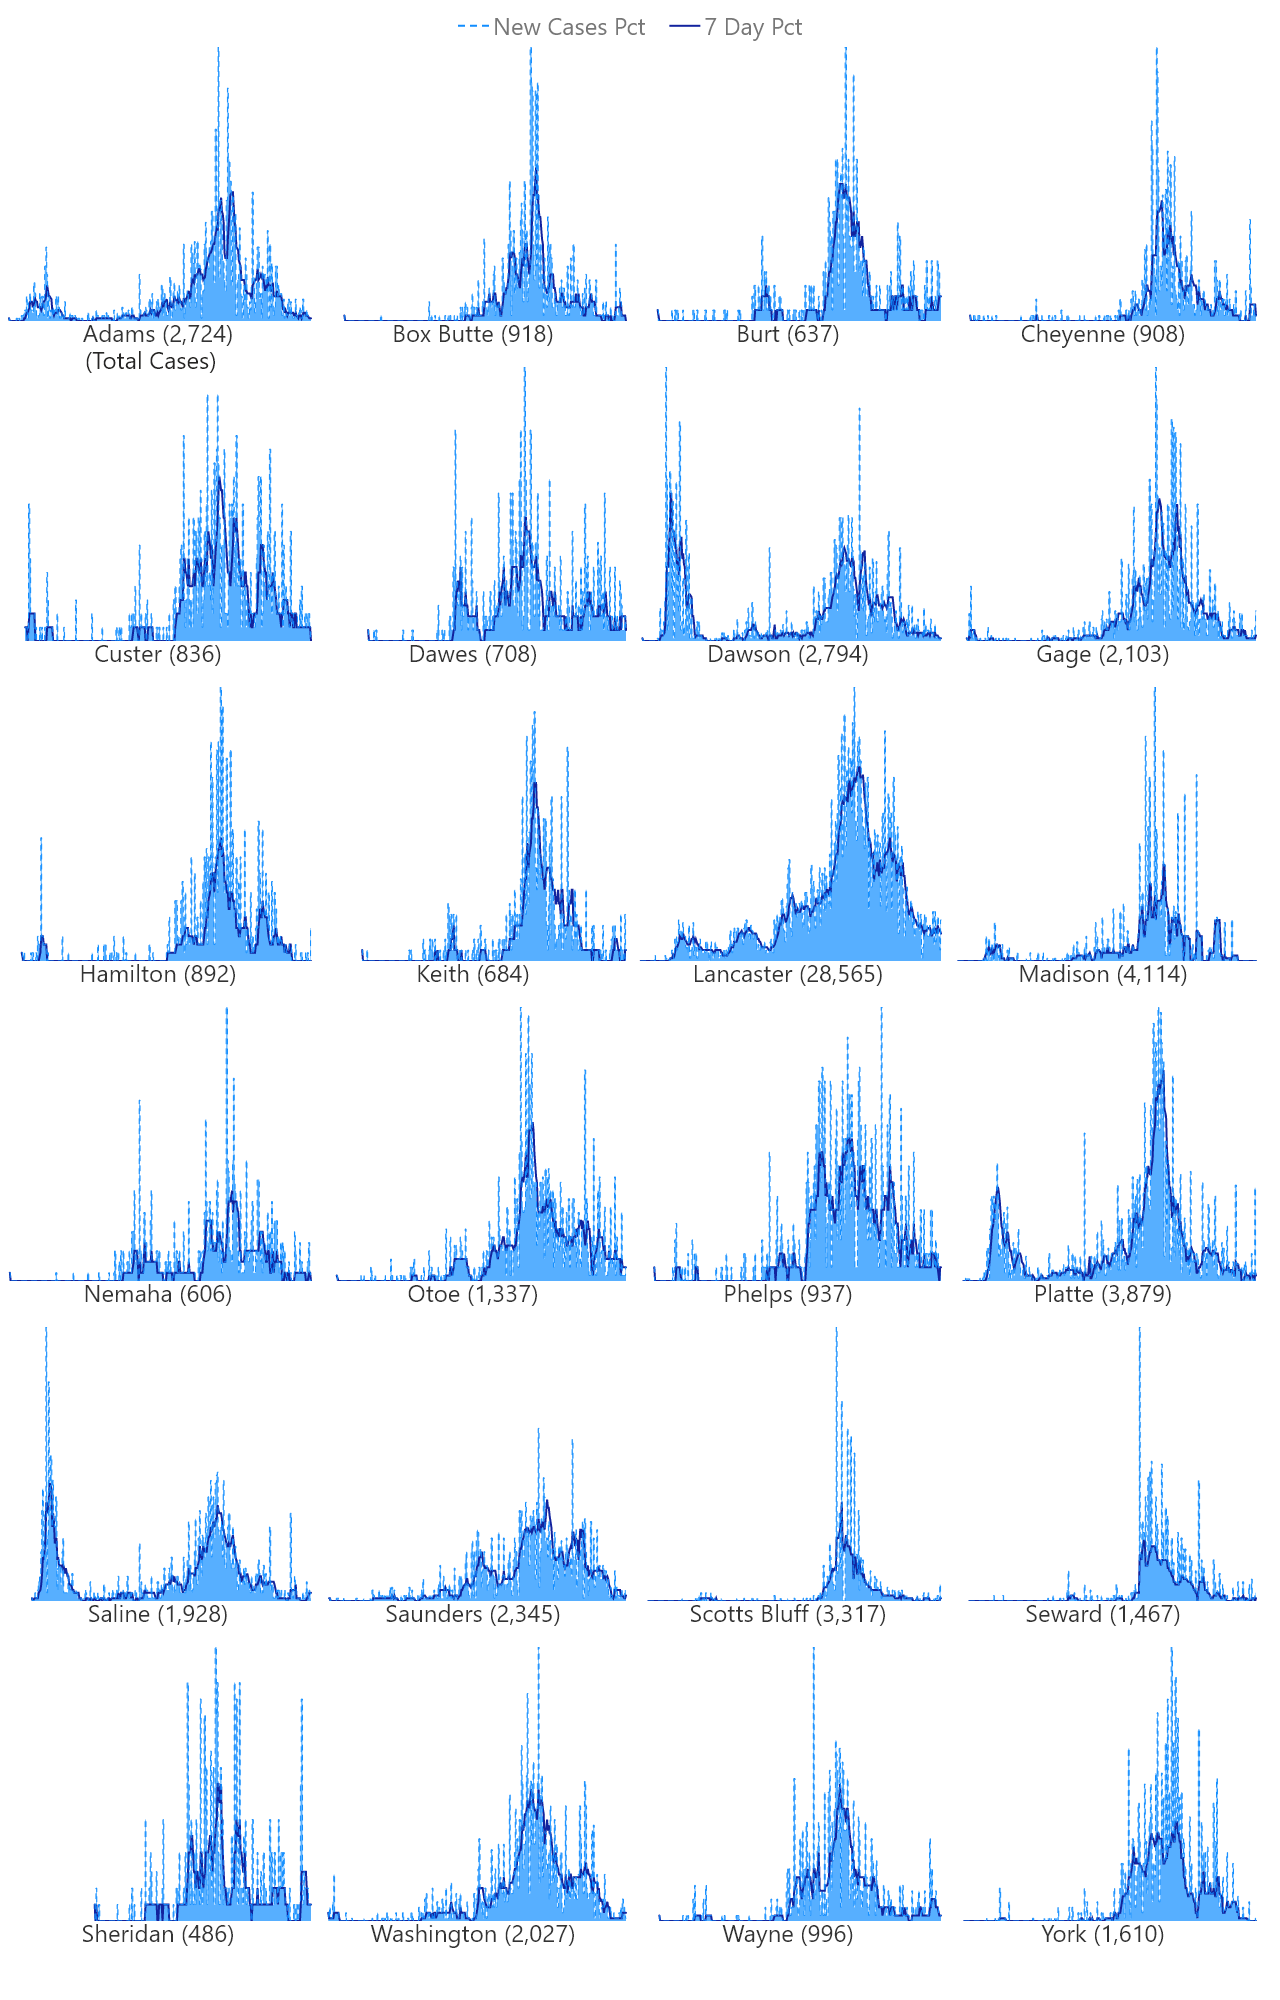 New Cases Pct 7 Day Pct
Adams (2,724) Box Butte (918) Burt (637) Cheyenne (908)
(Total Cases)
Custer (836) Dawes (708) Dawson (2,794) Gage (2,103)
Hamilton (892) Keith (684) Lancaster (28,565) Madison (4,114)
Nemaha (606) Otoe (1,337) Phelps (937) Platte (3,879)
Saline (1,928) Saunders (2,345) Scotts Bluff (3,317) Seward (1,467)
Sheridan (486) Washington (2,027) Wayne (996) York (1,610)